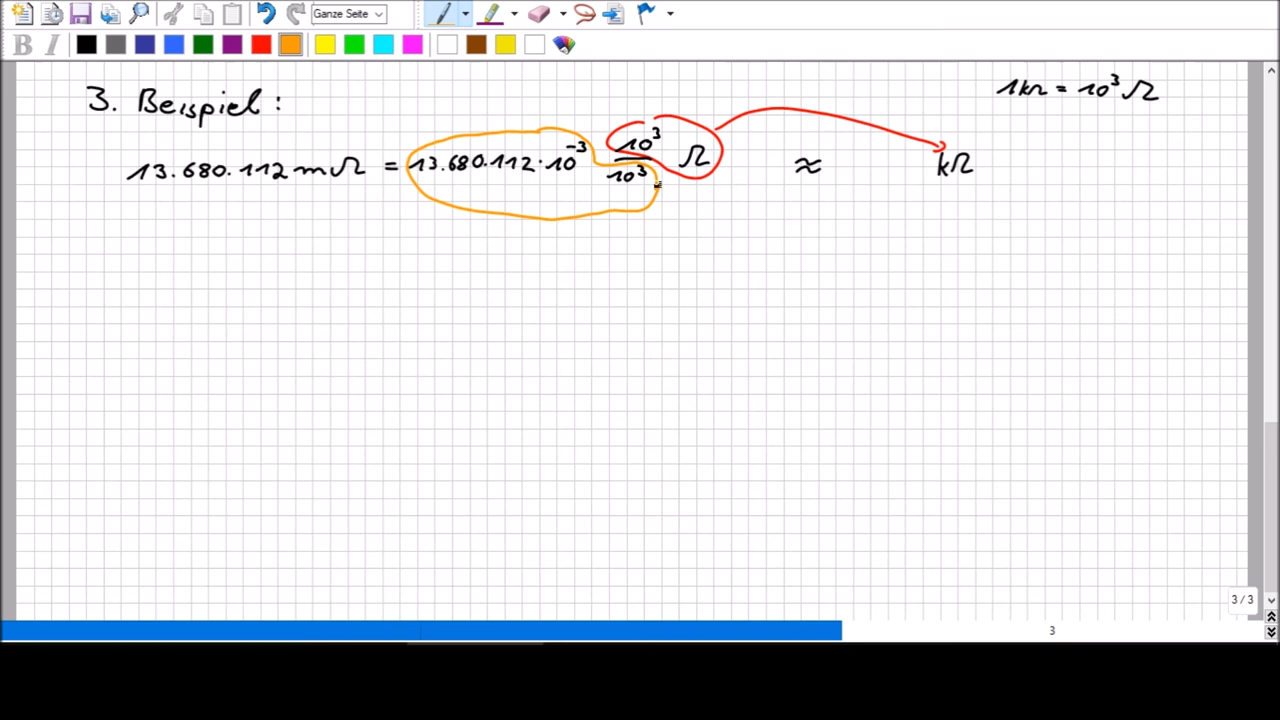 Ganze Seite
B I
3. Beispiel:
1kΩ = 10³ Ω
13.680.112 mΩ = 13.680.112 · 10⁻³ 10³/10³ Ω ≈ kΩ
3 / 3
3